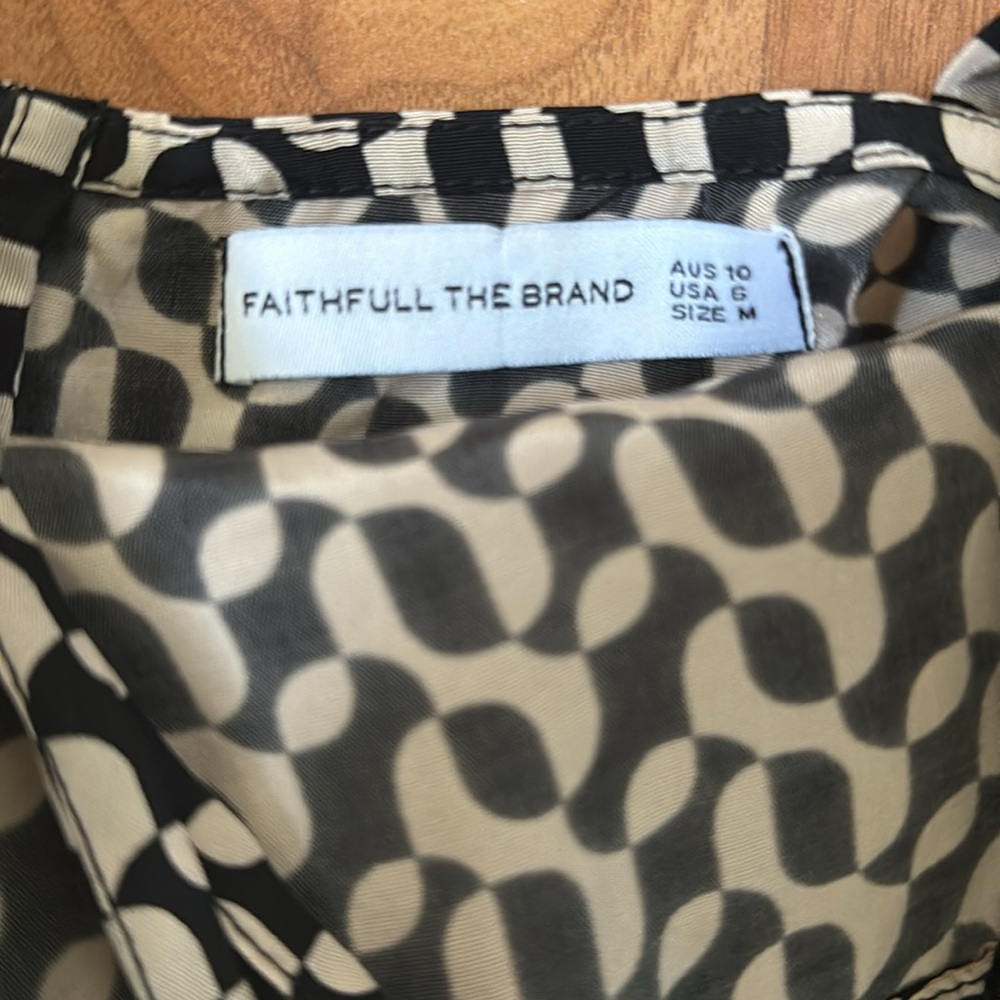 FAITHFULL THE BRAND
AUS 10
USA 6
SIZE M